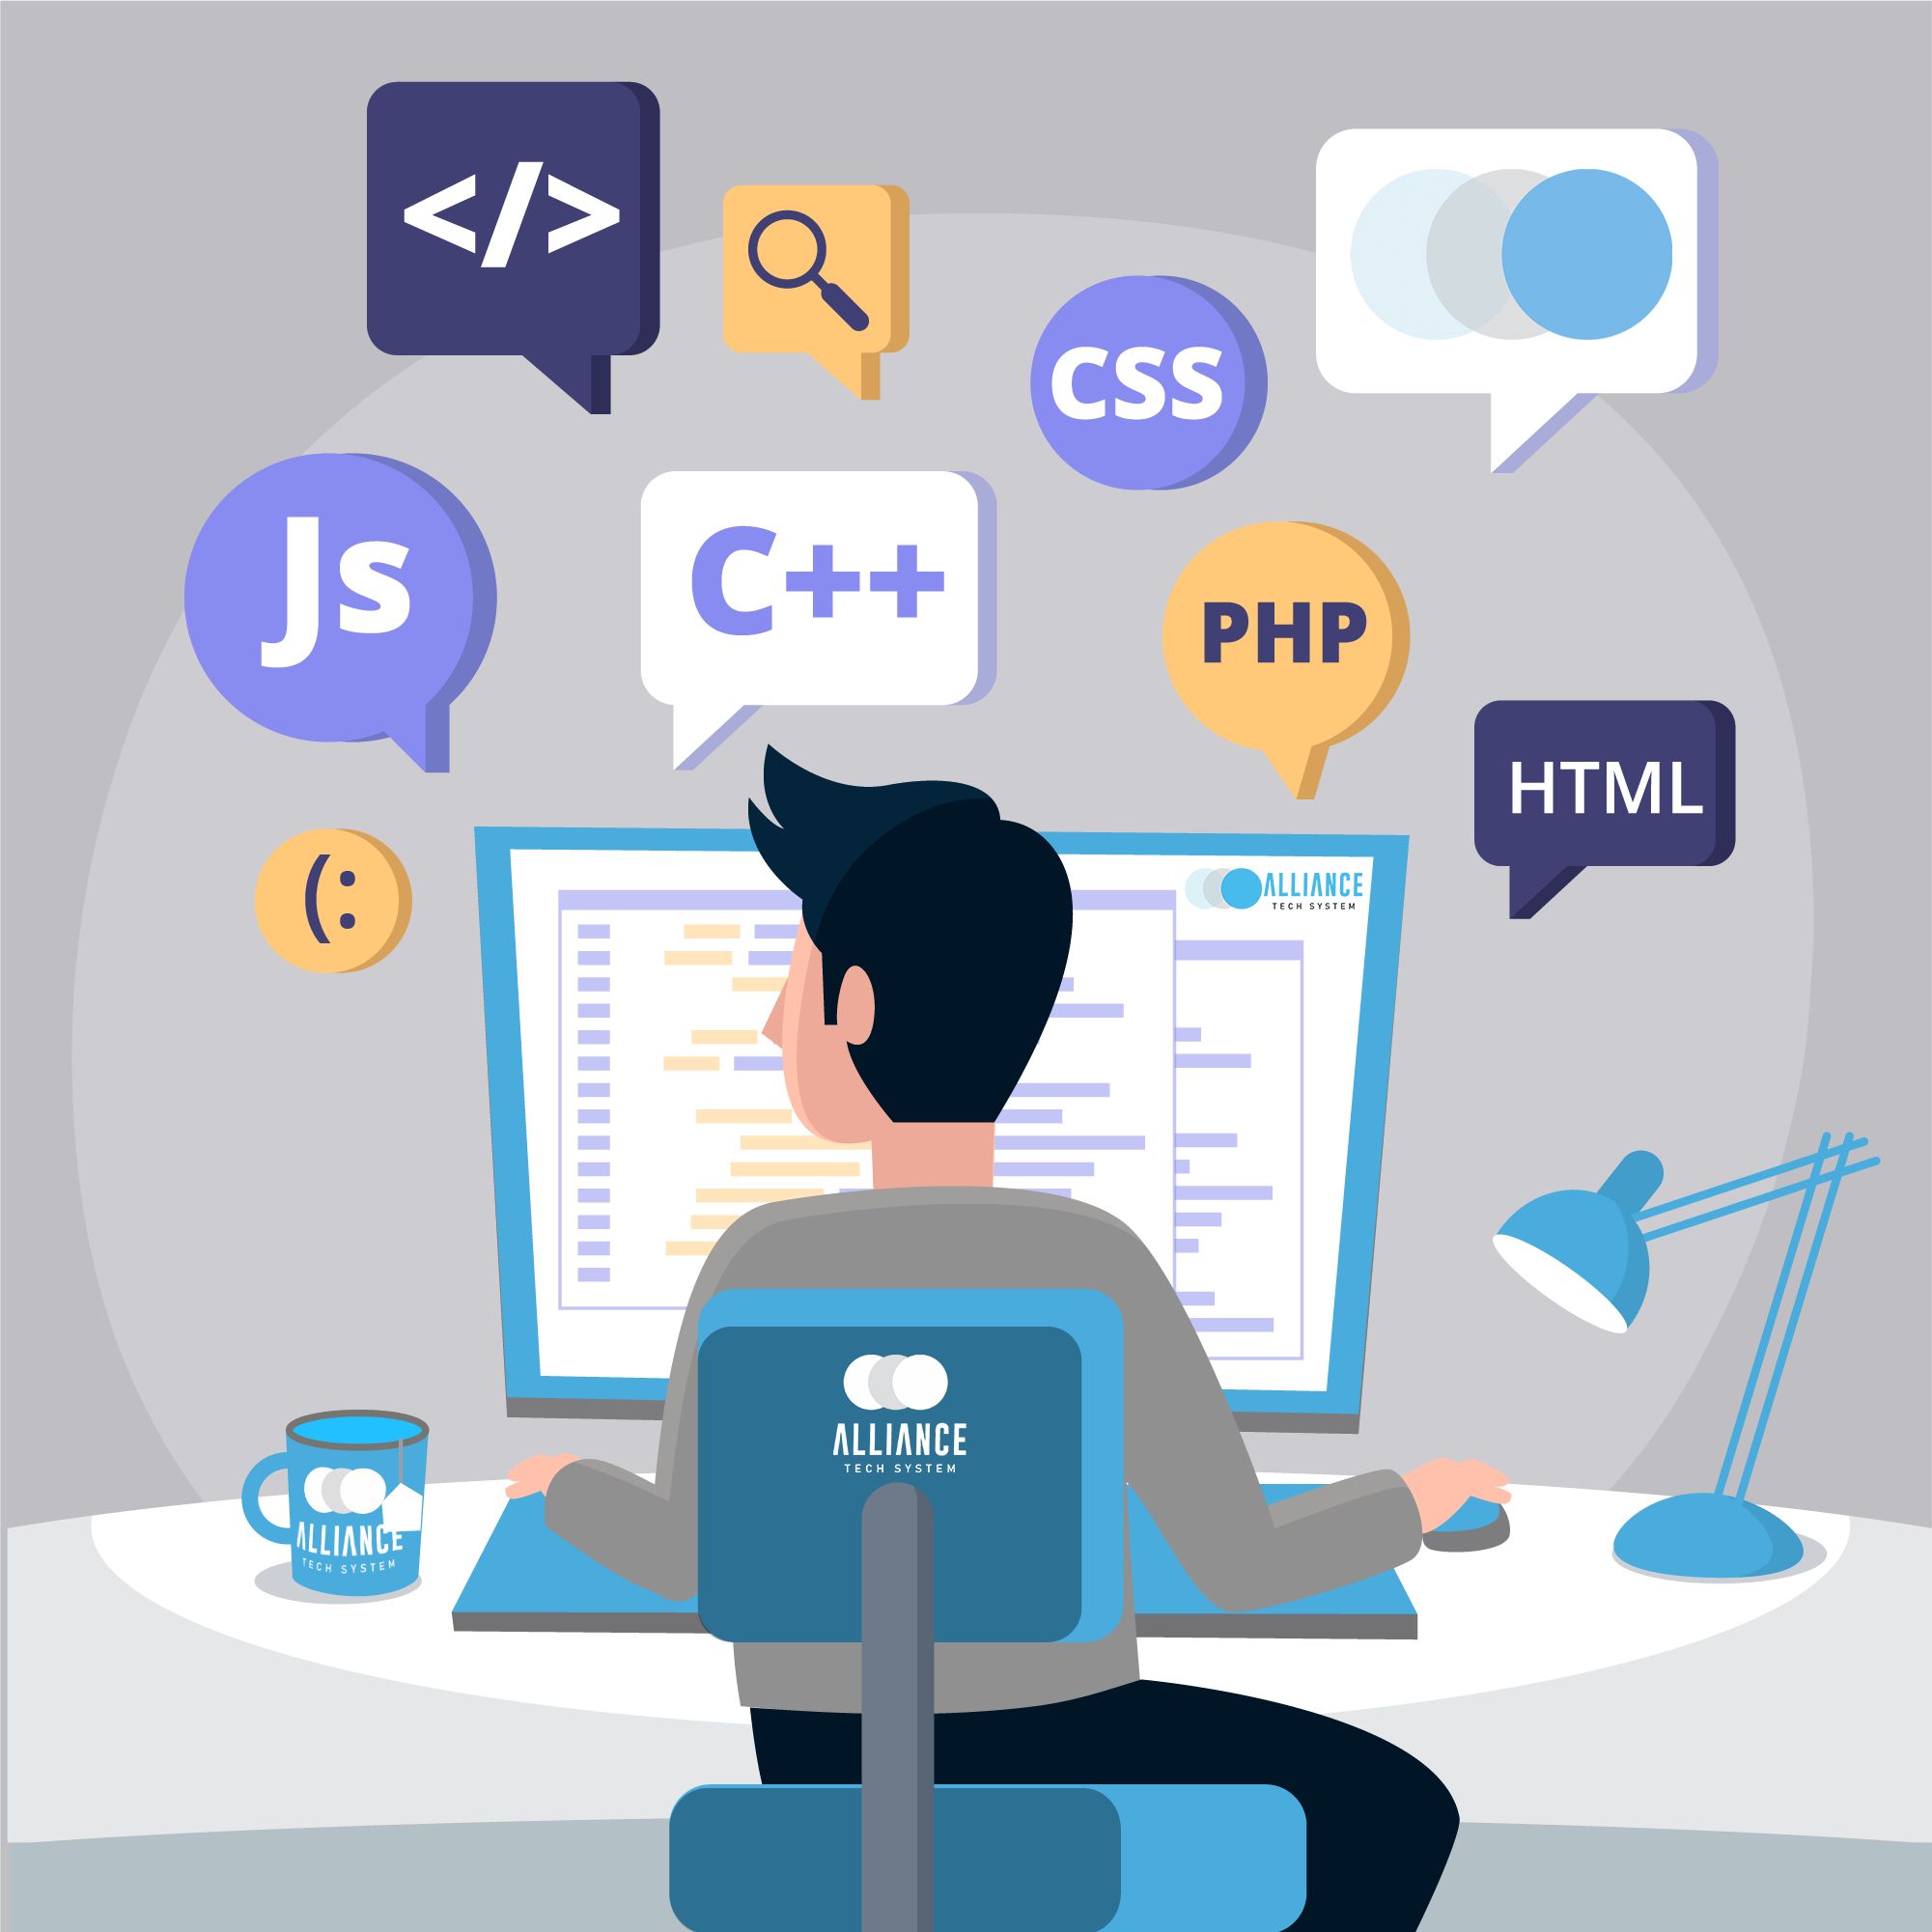 </>
CSS
Js
C++
PHP
HTML
(:
ALLIANCE
TECH SYSTEM
ALLIANCE
TECH SYSTEM
ALLIANCE
TECH SYSTEM